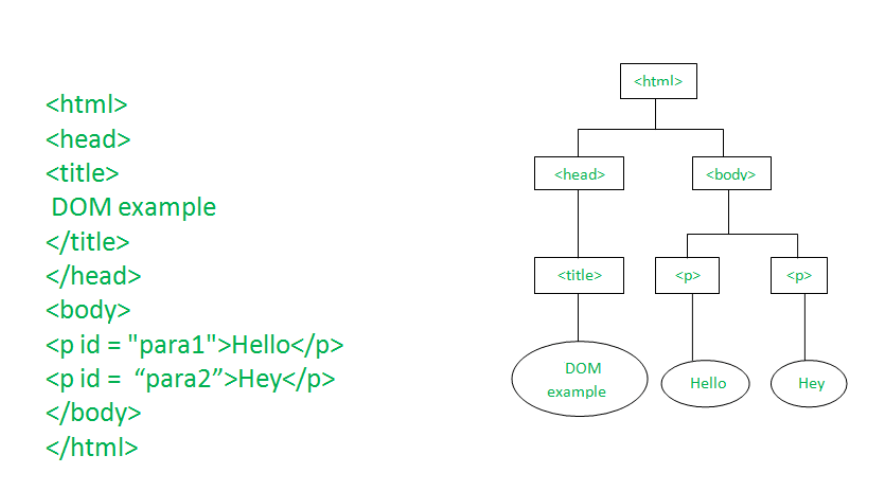 <html>
<head>
<title>
DOM example
</title>
</head>
<body>
<p id = "para1">Hello</p>
<p id =  “para2”>Hey</p>
</body>
</html>
<html>
<head>
<body>
<title>
<p>
<p>
DOM
example
Hello
Hey